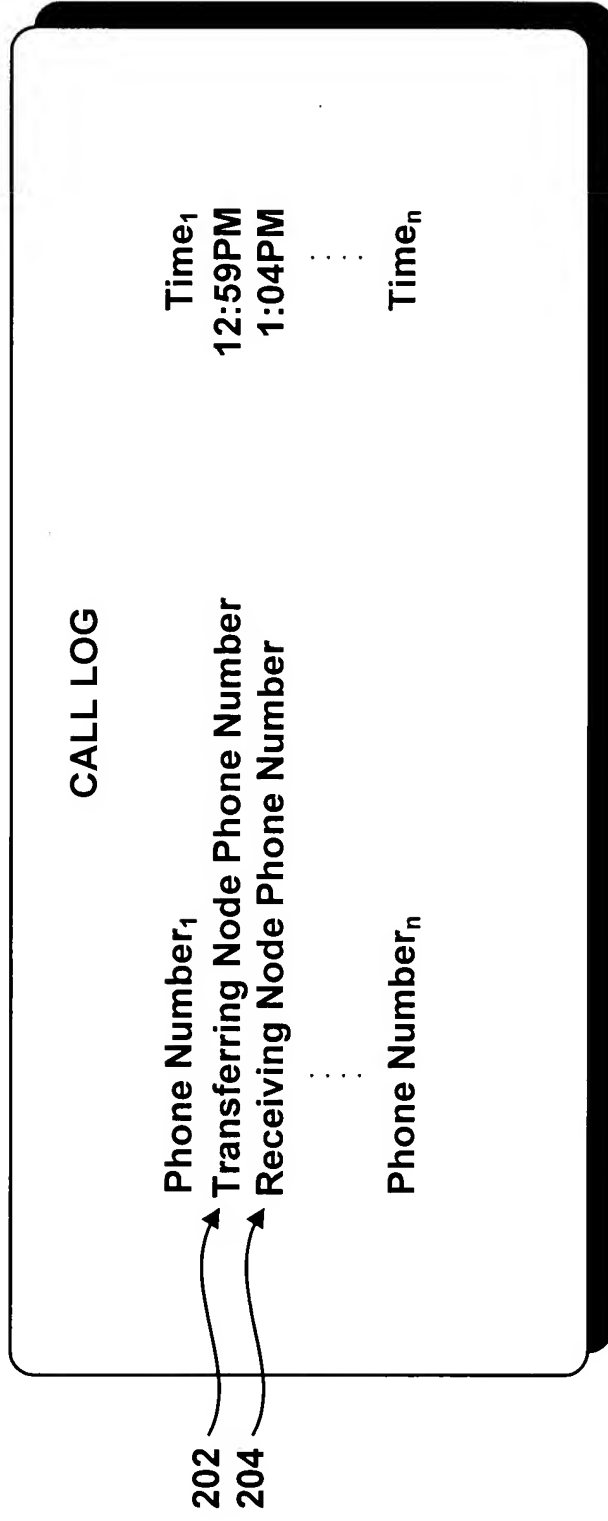 CALL LOG
Phone Number₁ Time₁
202 Transferring Node Phone Number 12:59PM
204 Receiving Node Phone Number 1:04PM
.... ....
Phone Numberₙ Timeₙ